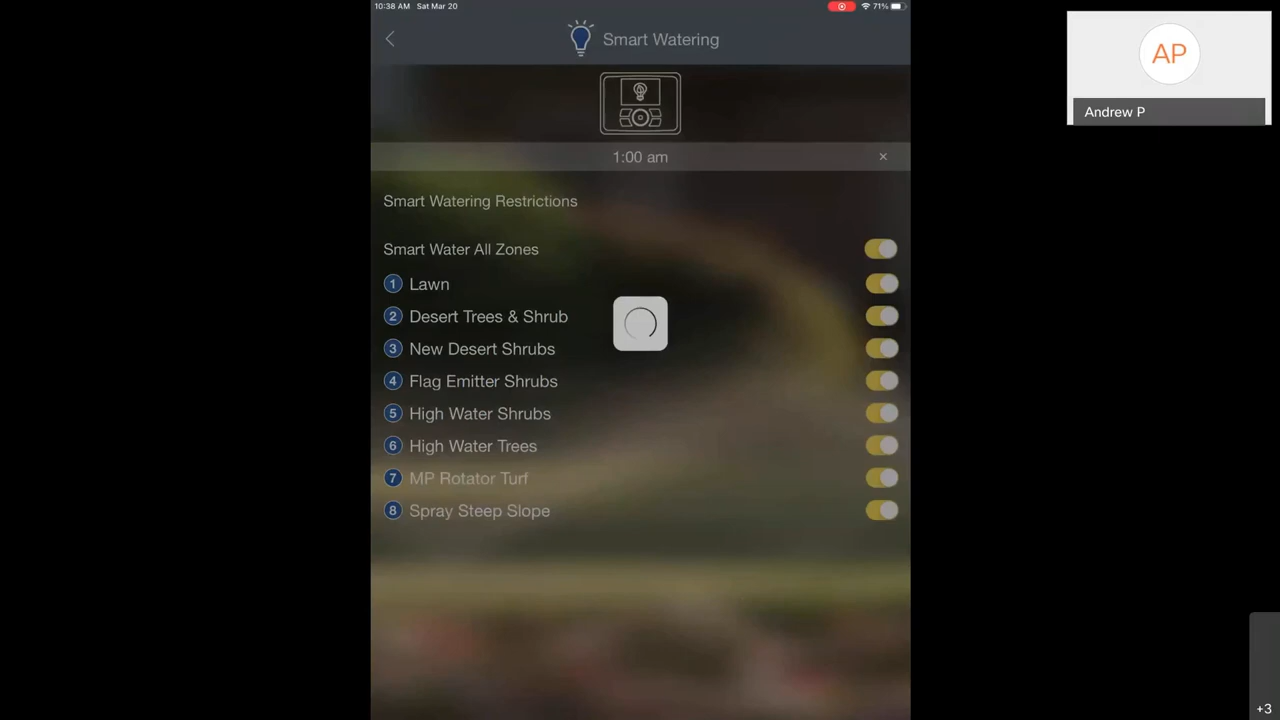 10:38 AM Sat Mar 20
71%
Smart Watering
AP
Andrew P
1:00 am
Smart Watering Restrictions
Smart Water All Zones
1 Lawn
2 Desert Trees & Shrub
3 New Desert Shrubs
4 Flag Emitter Shrubs
5 High Water Shrubs
6 High Water Trees
7 MP Rotator Turf
8 Spray Steep Slope
+3